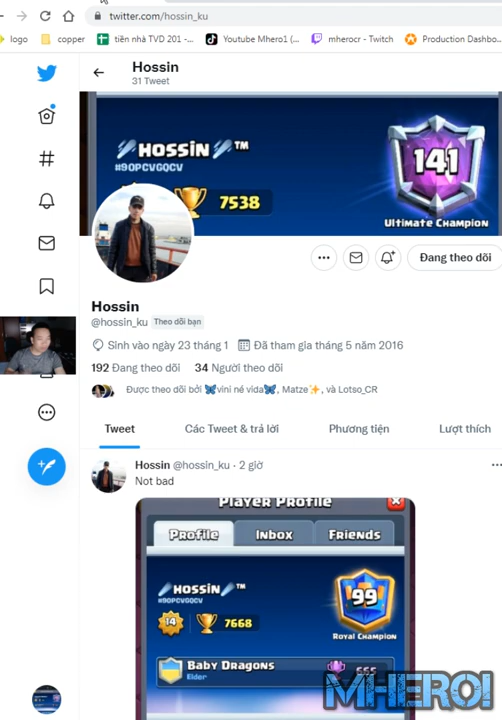 twitter.com/hossin_ku
logo
copper
tiền nhà TVD 201 -...
Youtube Mhero1 (...
mherocr - Twitch
Production Dashbo...
Hossin
31 Tweet
HOSSiN ™
#90PCVGQCV
7538
141
Ultimate Champion
Đang theo dõi
Hossin
@hossin_ku Theo dõi bạn
Sinh vào ngày 23 tháng 1 Đã tham gia tháng 5 năm 2016
192 Đang theo dõi 34 Người theo dõi
Được theo dõi bởi 🦋vini né vida🦋, Matze✨, và Lotso_CR
Tweet Các Tweet & trả lời Phương tiện Lượt thích
Hossin @hossin_ku · 2 giờ
Not bad
Player Profile
Profile Inbox Friends
HOSSiN ™
#90PCVGQCV
14 7668
99
Royal Champion
Baby Dragons
Elder
665
MHERO!